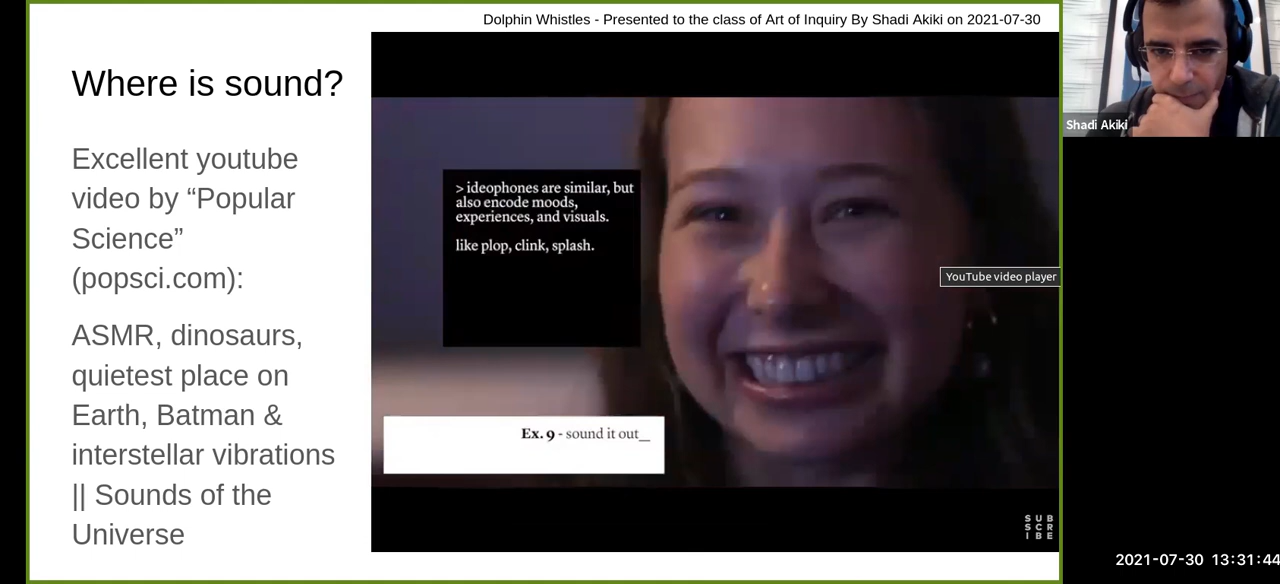 Dolphin Whistles - Presented to the class of Art of Inquiry By Shadi Akiki on 2021-07-30
Where is sound?
Excellent youtube
video by “Popular
Science”
(popsci.com):
ASMR, dinosaurs,
quietest place on
Earth, Batman &
interstellar vibrations
|| Sounds of the
Universe
> ideophones are similar, but
also encode moods,
experiences, and visuals.
like plop, clink, splash.
YouTube video player
Ex. 9 - sound it out_
SUB
SCR
IBE
Shadi Akiki
2021-07-30 13:31:44